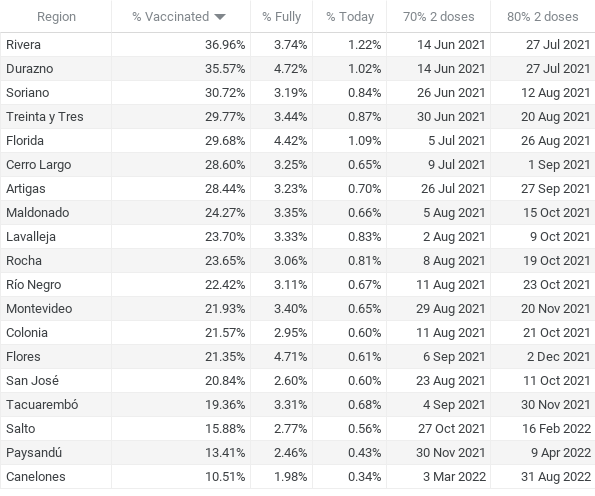 Region % Vaccinated % Fully % Today 70% 2 doses 80% 2 doses
Rivera 36.96% 3.74% 1.22% 14 Jun 2021 27 Jul 2021
Durazno 35.57% 4.72% 1.02% 14 Jun 2021 27 Jul 2021
Soriano 30.72% 3.19% 0.84% 26 Jun 2021 12 Aug 2021
Treinta y Tres 29.77% 3.44% 0.87% 30 Jun 2021 20 Aug 2021
Florida 29.68% 4.42% 1.09% 5 Jul 2021 26 Aug 2021
Cerro Largo 28.60% 3.25% 0.65% 9 Jul 2021 1 Sep 2021
Artigas 28.44% 3.23% 0.70% 26 Jul 2021 27 Sep 2021
Maldonado 24.27% 3.35% 0.66% 5 Aug 2021 15 Oct 2021
Lavalleja 23.70% 3.33% 0.83% 2 Aug 2021 9 Oct 2021
Rocha 23.65% 3.06% 0.81% 8 Aug 2021 19 Oct 2021
Río Negro 22.42% 3.11% 0.67% 11 Aug 2021 23 Oct 2021
Montevideo 21.93% 3.40% 0.65% 29 Aug 2021 20 Nov 2021
Colonia 21.57% 2.95% 0.60% 11 Aug 2021 21 Oct 2021
Flores 21.35% 4.71% 0.61% 6 Sep 2021 2 Dec 2021
San José 20.84% 2.60% 0.60% 23 Aug 2021 11 Oct 2021
Tacuarembó 19.36% 3.31% 0.68% 4 Sep 2021 30 Nov 2021
Salto 15.88% 2.77% 0.56% 27 Oct 2021 16 Feb 2022
Paysandú 13.41% 2.46% 0.43% 30 Nov 2021 9 Apr 2022
Canelones 10.51% 1.98% 0.34% 3 Mar 2022 31 Aug 2022